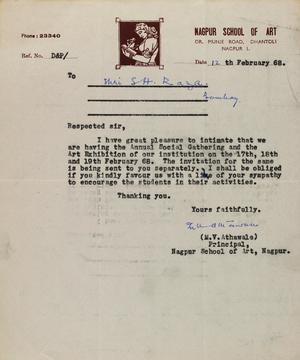 NAGPUR SCHOOL OF ART
Phone: 23340
DR. MUNJE ROAD, DHANTOLI
NAGPUR 1.
Ref. No. D&P/
Date 12 th February 68.
To
Shri S.H. Raza
Bombay
Respected sir,
I have great pleasure to intimate that we
are having the Annual Social Gathering and the
Art Exhibition of our institution on the 17th, 18th
and 19th February 68. The invitation for the same
is being sent to you separately. I shall be obliged
if you kindly favour us with a line of your sympathy
to encourage the students in their activities.
Thanking you.
Yours faithfully.
(M.V.Athawale)
Principal,
Nagpur School of Art, Nagpur.